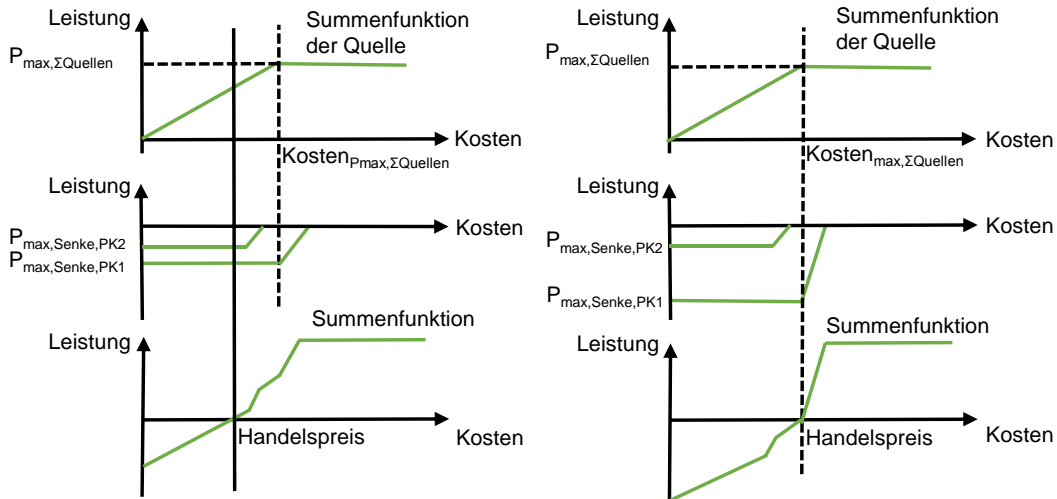 Leistung
Summenfunktion
der Quelle
P_max,ΣQuellen
Kosten
Kosten_Pmax,ΣQuellen
Leistung
Kosten
P_max,Senke,PK2
P_max,Senke,PK1
Leistung
Summenfunktion
Handelspreis
Kosten
Leistung
Summenfunktion
der Quelle
P_max,ΣQuellen
Kosten
Kosten_max,ΣQuellen
Leistung
Kosten
P_max,Senke,PK2
P_max,Senke,PK1
Leistung
Summenfunktion
Handelspreis
Kosten